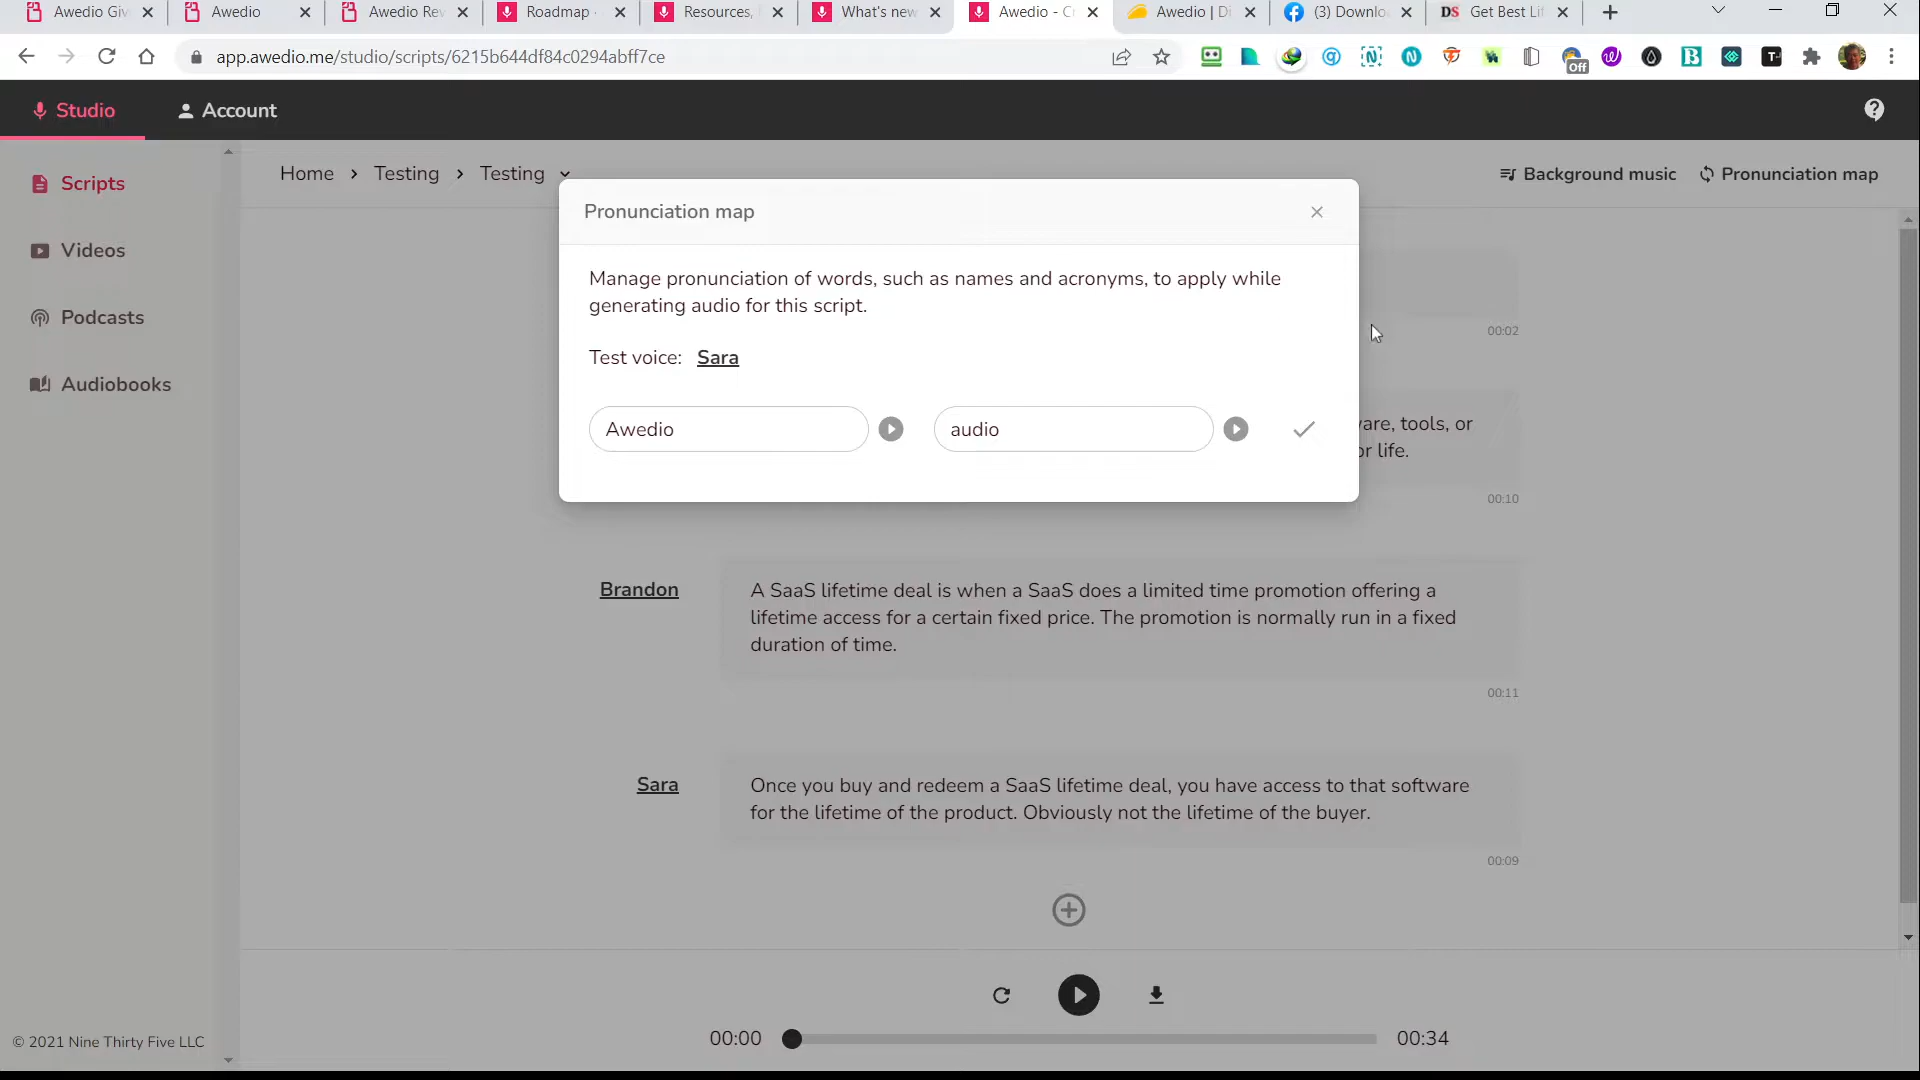 Awedio Giv
Awedio
Awedio Rev
Roadmap -
Resources,
What's new
Awedio - Cr
Awedio | Di
(3) Downlo
DS Get Best Lif
app.awedio.me/studio/scripts/6215b644df84c0294abff7ce
Off
Studio
Account
Scripts
Videos
Podcasts
Audiobooks
Home > Testing > Testing
Background music
Pronunciation map
Pronunciation map
Manage pronunciation of words, such as names and acronyms, to apply while
generating audio for this script.
Test voice: Sara
Awedio
audio
00:02
are, tools, or
or life.
00:10
Brandon
A SaaS lifetime deal is when a SaaS does a limited time promotion offering a
lifetime access for a certain fixed price. The promotion is normally run in a fixed
duration of time.
00:11
Sara
Once you buy and redeem a SaaS lifetime deal, you have access to that software
for the lifetime of the product. Obviously not the lifetime of the buyer.
00:09
00:00
00:34
© 2021 Nine Thirty Five LLC